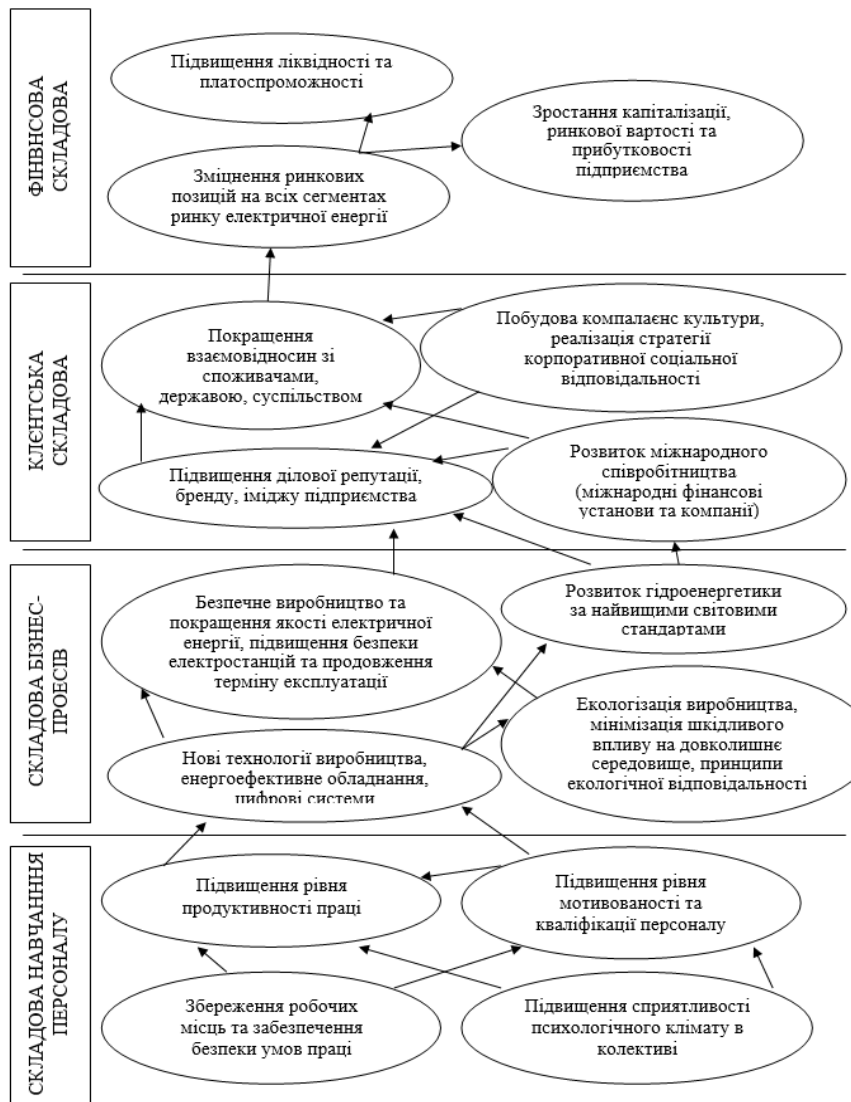 ФІНВНСОВА
СКЛАДОВА
Підвищення ліквідності та
платоспроможності
Зростання капіталізації,
ринкової вартості та
прибутковості
підприємства
Зміцнення ринкових
позицій на всіх сегментах
ринку електричної енергії
КЛІЄНТСЬКА
СКЛАДОВА
Покращення
взаємовідносин зі
споживачами,
державою, суспільством
Побудова компалаєнс культури,
реалізація стратегії
корпоративної соціальної
відповідальності
Підвищення ділової репутації,
бренду, іміджу підприємства
Розвиток міжнародного
співробітництва
(міжнародні фінансові
установи та компанії)
СКЛАДОВА БІЗНЕС-
ПРОЕСІВ
Безпечне виробництво та
покращення якості електричної
енергії, підвищення безпеки
електростанцій та продовження
терміну експлуатації
Розвиток гідроенергетики
за найвищими світовими
стандартами
Екологізація виробництва,
мінімізація шкідливого
впливу на довколишнє
середовище, принципи
екологічної відповідальності
Нові технології виробництва,
енергоефективне обладнання,
цифрові системи
СКЛАДОВА НАВЧАНННЯ
ПЕРСОНАЛУ
Підвищення рівня
продуктивності праці
Підвищення рівня
мотивованості та
кваліфікації персоналу
Збереження робочих
місць та забезпечення
безпеки умов праці
Підвищення сприятливості
психологічного клімату в
колективі